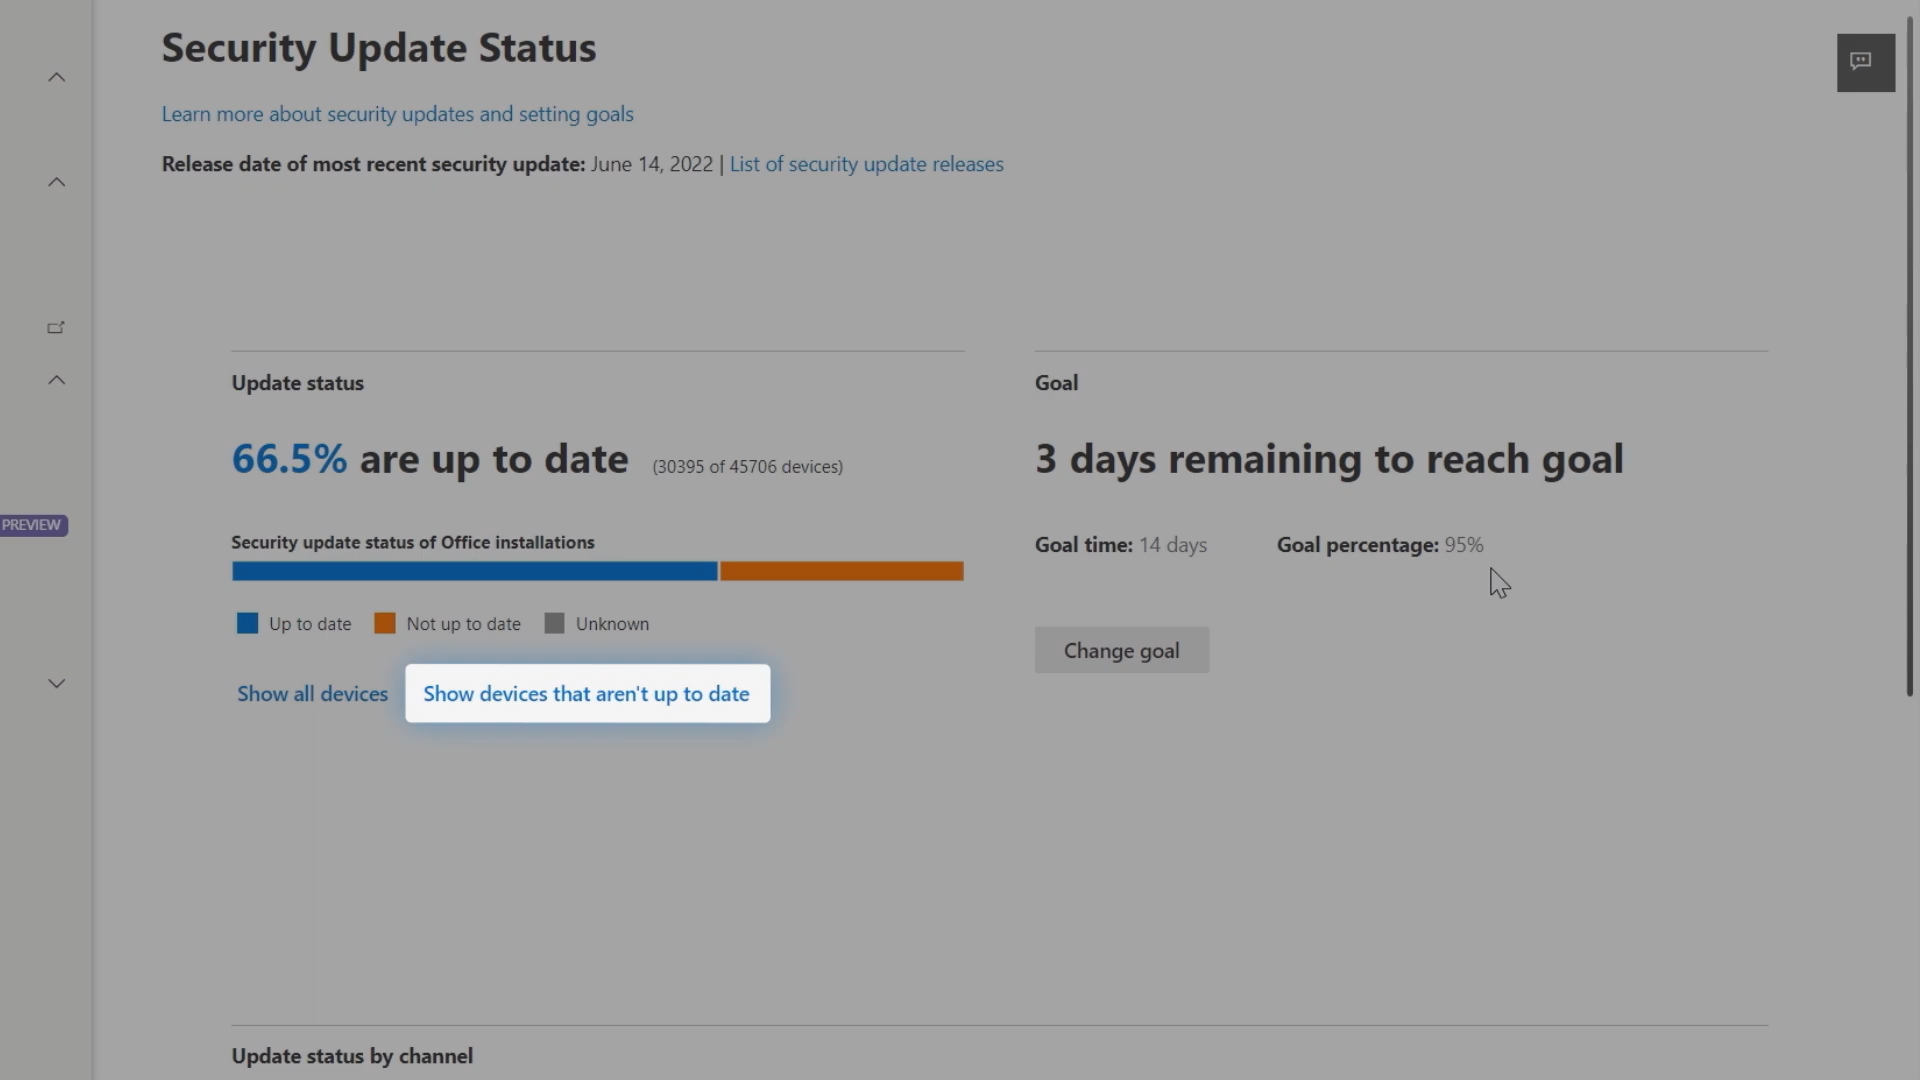 Security Update Status
Learn more about security updates and setting goals
Release date of most recent security update: June 14, 2022 | List of security update releases
Update status
66.5% are up to date (30395 of 45706 devices)
Security update status of Office installations
Up to date Not up to date Unknown
Show all devices Show devices that aren't up to date
Goal
3 days remaining to reach goal
Goal time: 14 days Goal percentage: 95%
Change goal
PREVIEW
Update status by channel